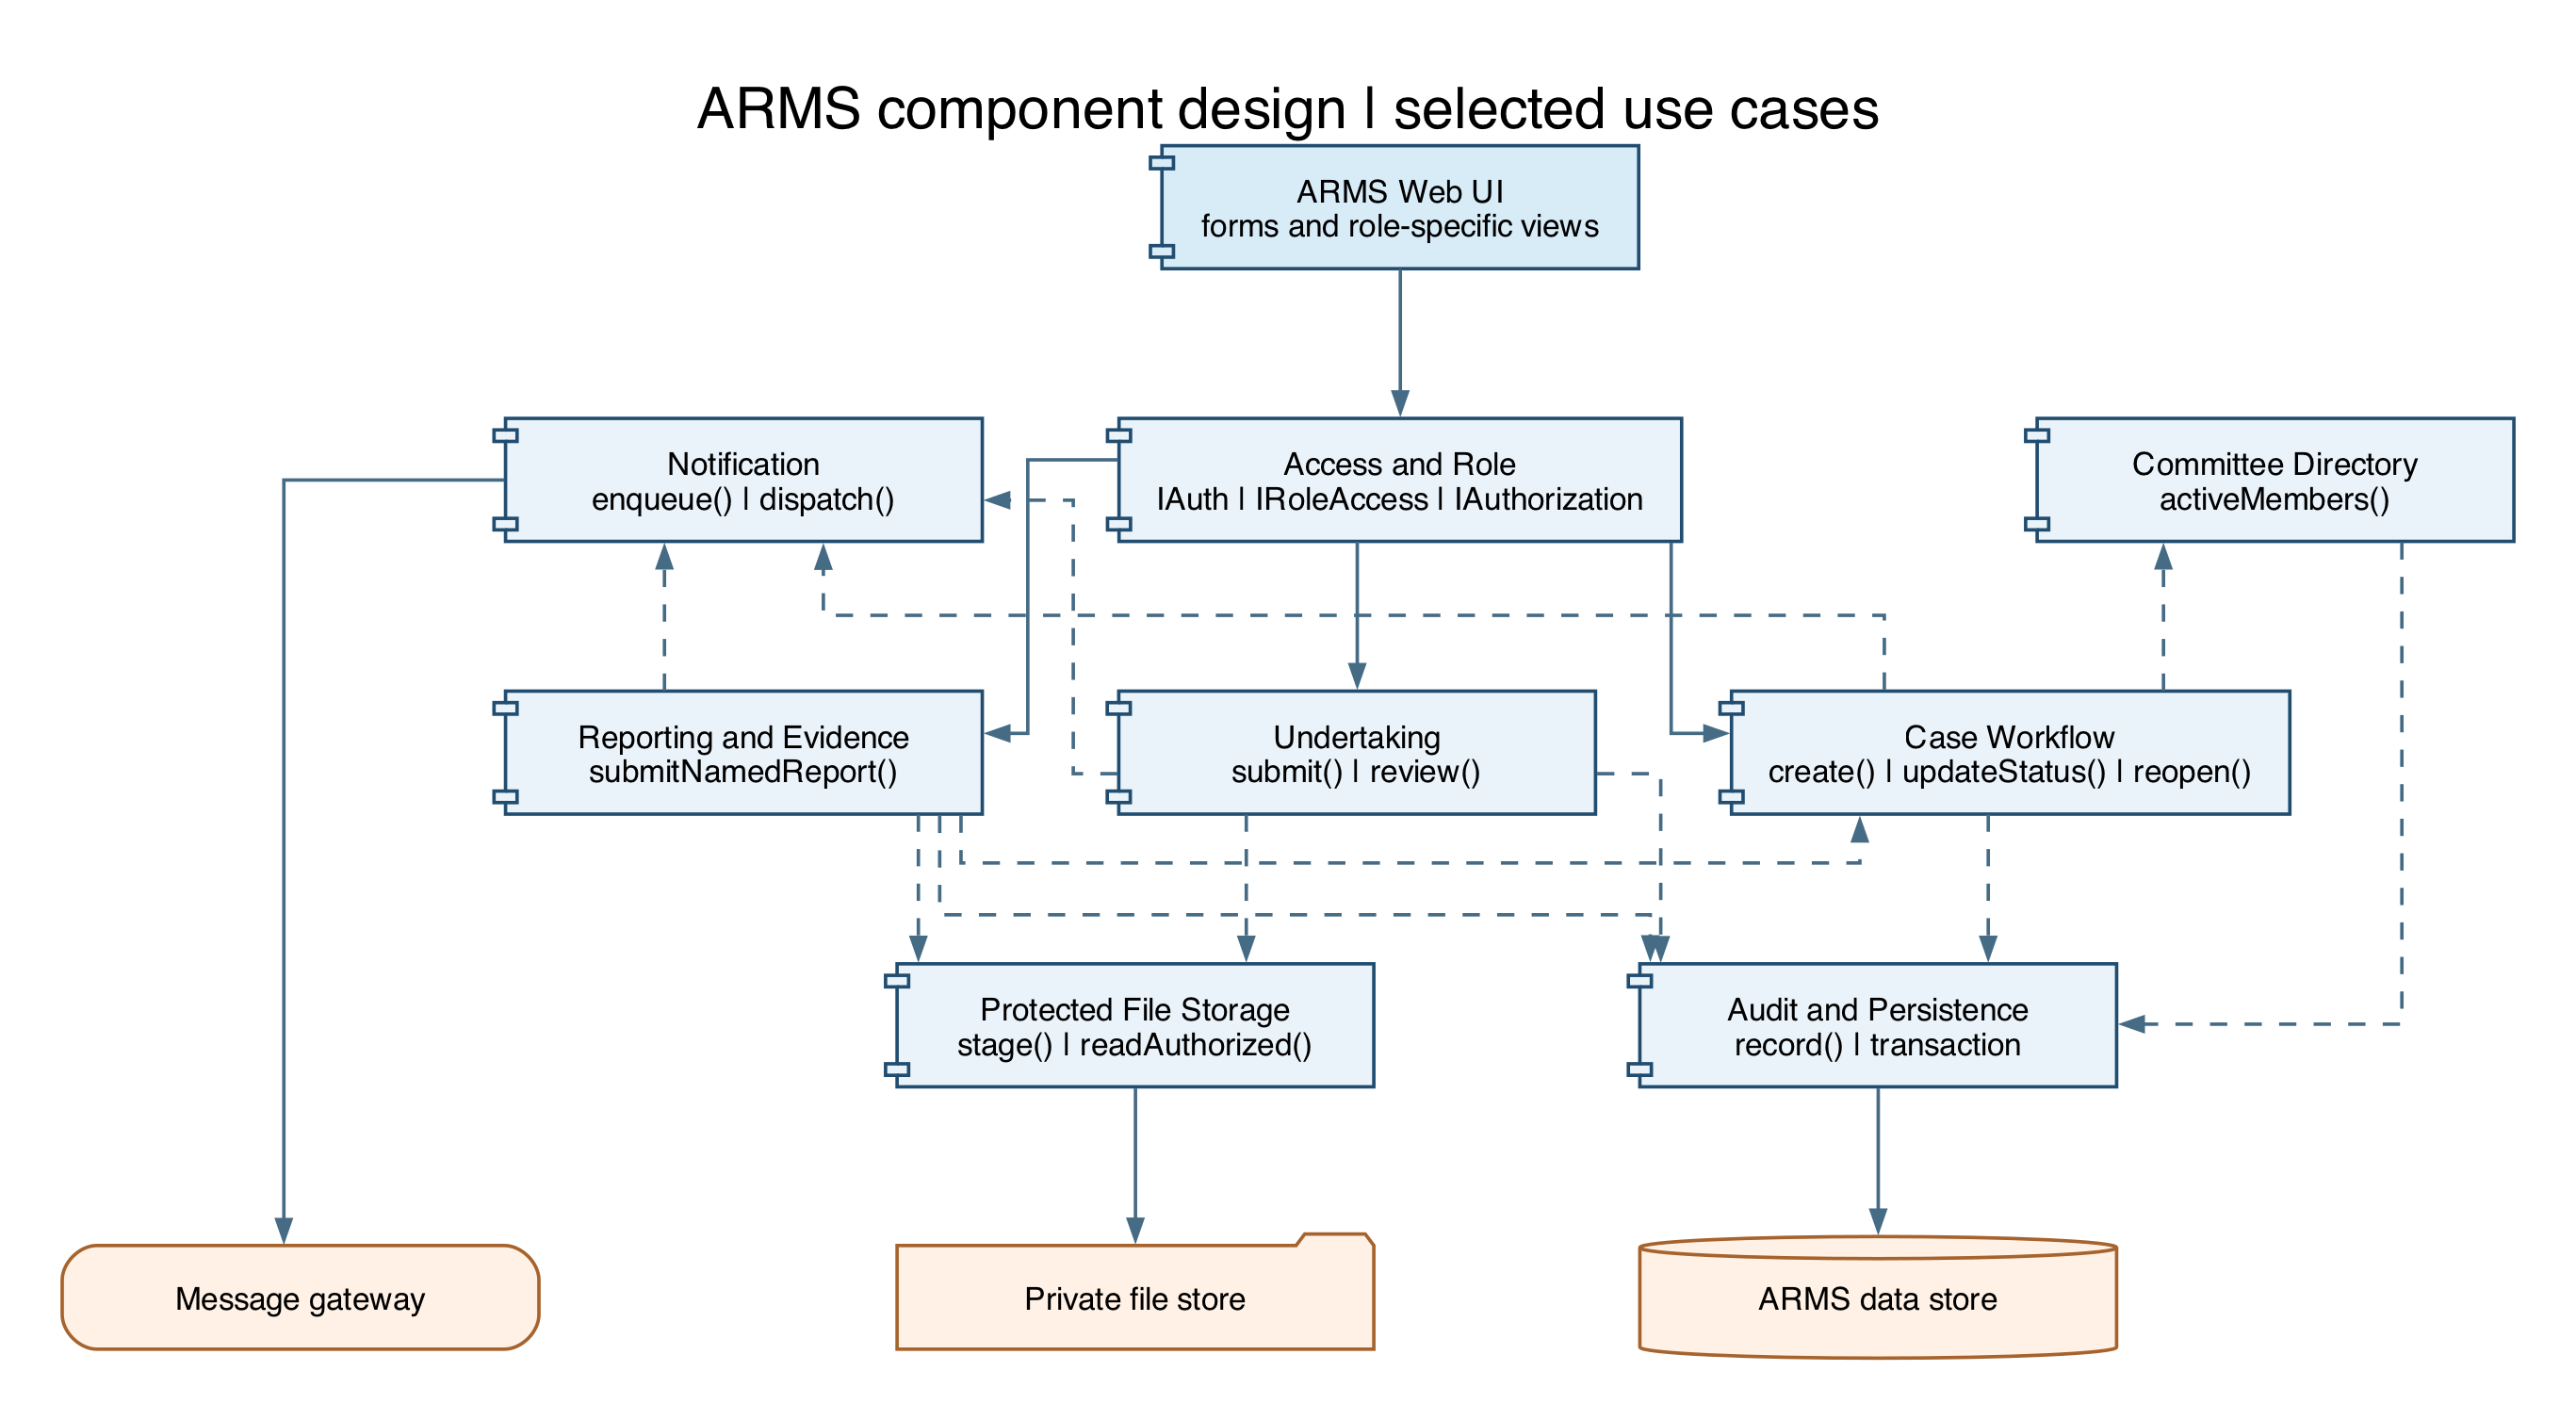 ARMS component design | selected use cases
ARMS Web UI
forms and role-specific views
Notification
enqueue() | dispatch()
Access and Role
IAuth | IRoleAccess | IAuthorization
Committee Directory
activeMembers()
Reporting and Evidence
submitNamedReport()
Undertaking
submit() | review()
Case Workflow
create() | updateStatus() | reopen()
Protected File Storage
stage() | readAuthorized()
Audit and Persistence
record() | transaction
Message gateway
Private file store
ARMS data store